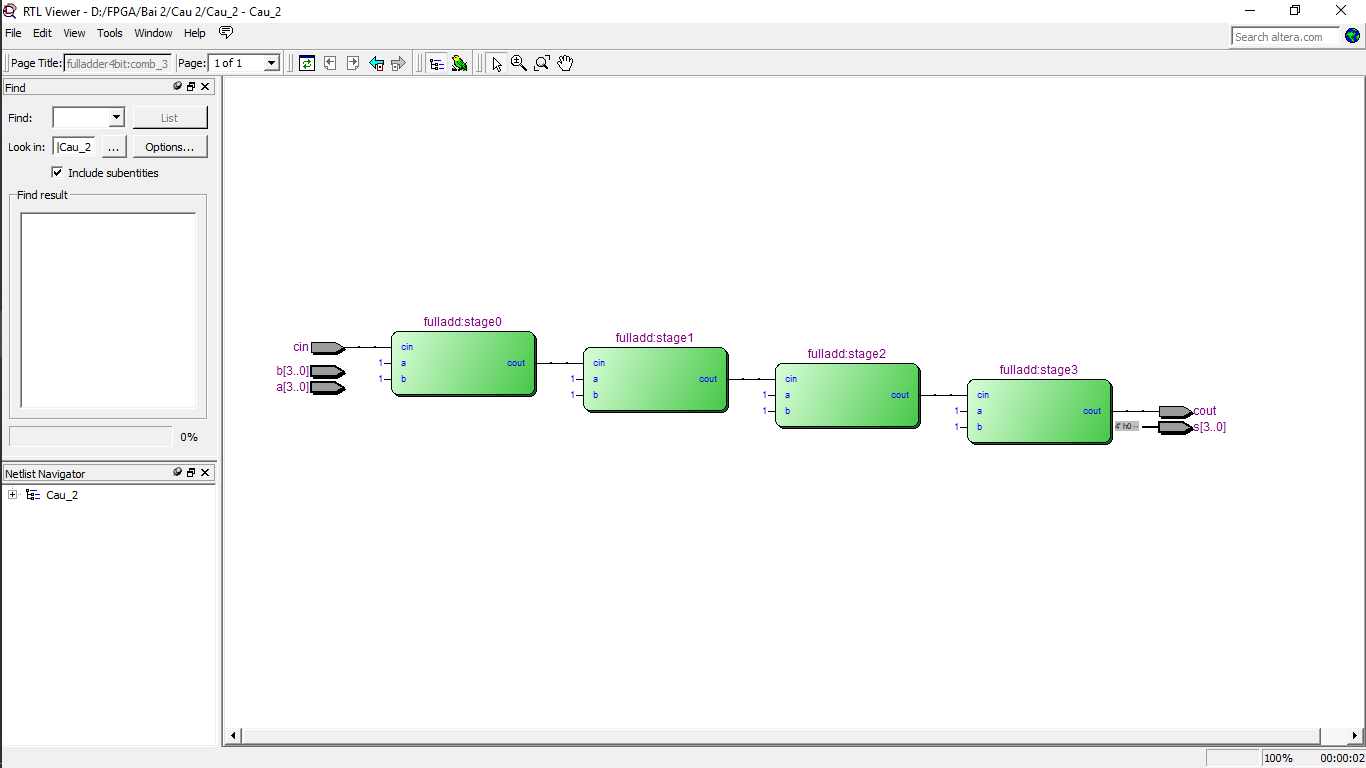 RTL Viewer - D:/FPGA/Bai 2/Cau 2/Cau_2 - Cau_2
File Edit View Tools Window Help
Search altera.com
Page Title: fulladder4bit:comb_3 Page: 1 of 1
Find
Find: List
Look in: |Cau_2 ... Options...
Include subentities
Find result
0%
Netlist Navigator
Cau_2
fulladd:stage0
cin
cin
1 a cout
1 b
b[3..0]
a[3..0]
fulladd:stage1
cin
1 a cout
1 b
fulladd:stage2
cin
1 a cout
1 b
fulladd:stage3
cin
1 a cout
1 b
cout
4' h0 --
s[3..0]
100% 00:00:02